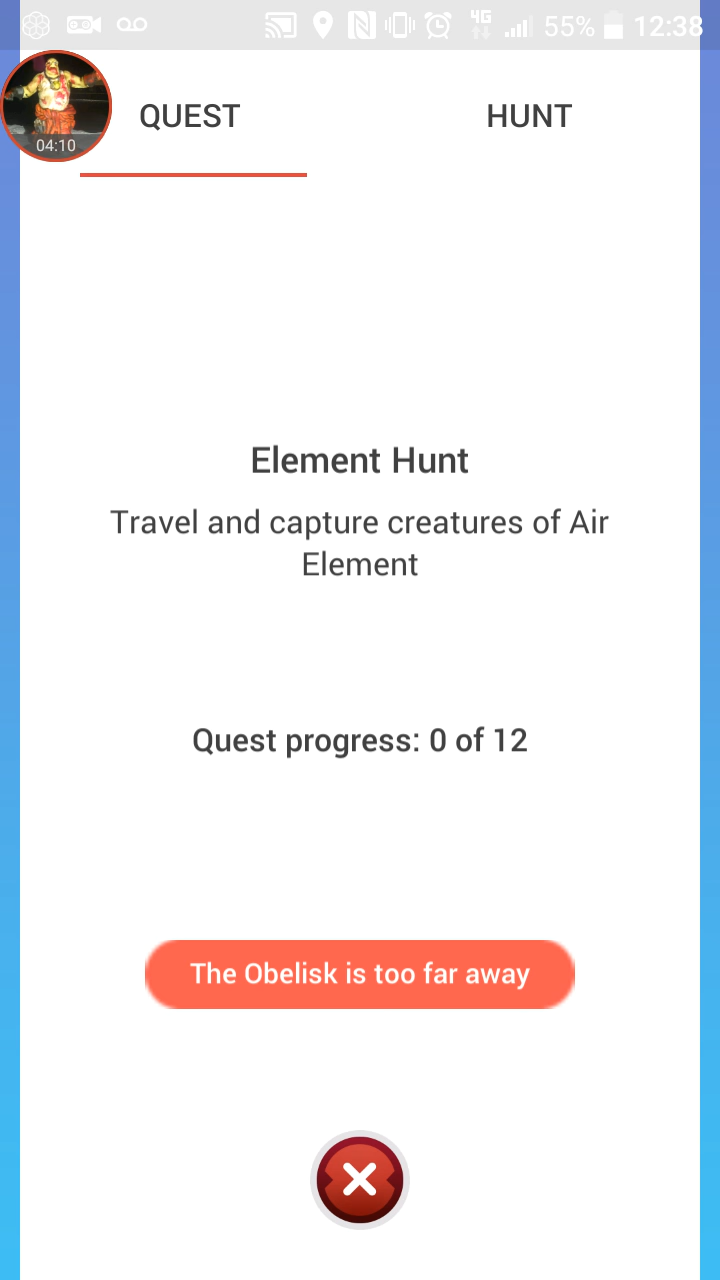 4G
55%
12:38
04:10
QUEST
HUNT
Element Hunt
Travel and capture creatures of Air
Element
Quest progress: 0 of 12
The Obelisk is too far away